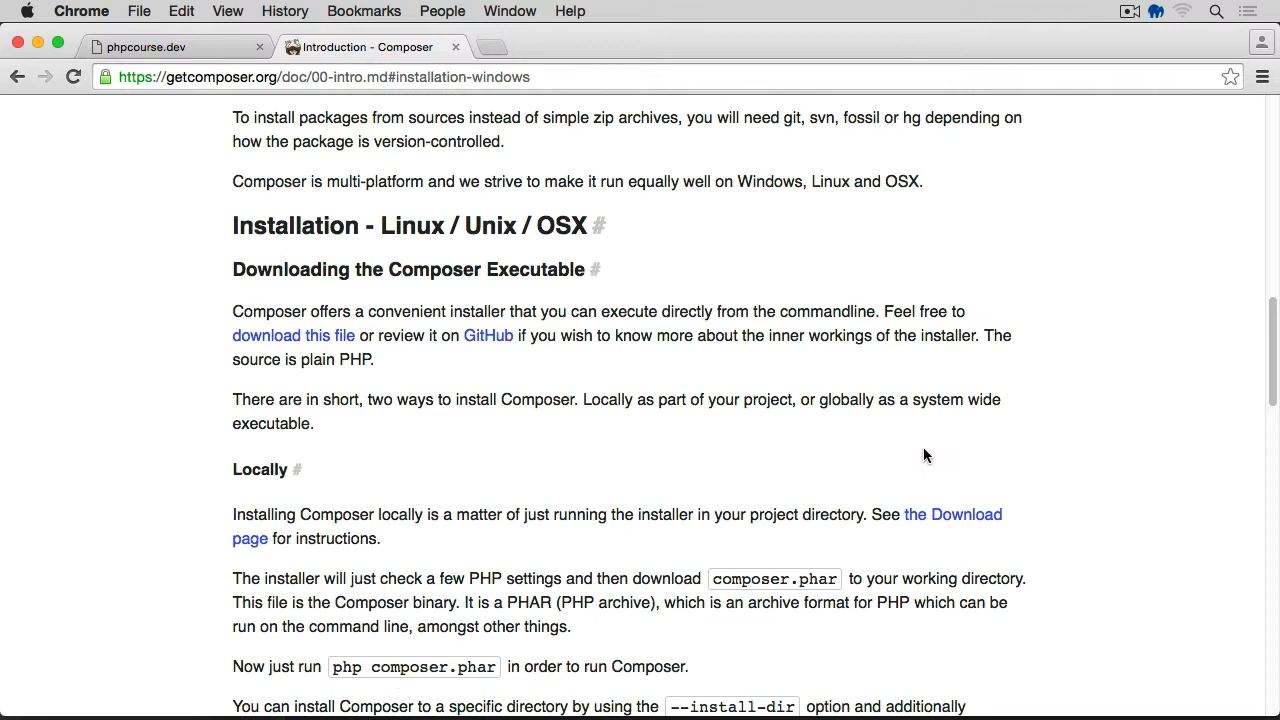 Chrome File Edit View History Bookmarks People Window Help
phpcourse.dev × Introduction - Composer ×
https://getcomposer.org/doc/00-intro.md#installation-windows
To install packages from sources instead of simple zip archives, you will need git, svn, fossil or hg depending on
how the package is version-controlled.
Composer is multi-platform and we strive to make it run equally well on Windows, Linux and OSX.
Installation - Linux / Unix / OSX #
Downloading the Composer Executable #
Composer offers a convenient installer that you can execute directly from the commandline. Feel free to
download this file or review it on GitHub if you wish to know more about the inner workings of the installer. The
source is plain PHP.
There are in short, two ways to install Composer. Locally as part of your project, or globally as a system wide
executable.
Locally #
Installing Composer locally is a matter of just running the installer in your project directory. See the Download
page for instructions.
The installer will just check a few PHP settings and then download composer.phar to your working directory.
This file is the Composer binary. It is a PHAR (PHP archive), which is an archive format for PHP which can be
run on the command line, amongst other things.
Now just run php composer.phar in order to run Composer.
You can install Composer to a specific directory by using the --install-dir option and additionally